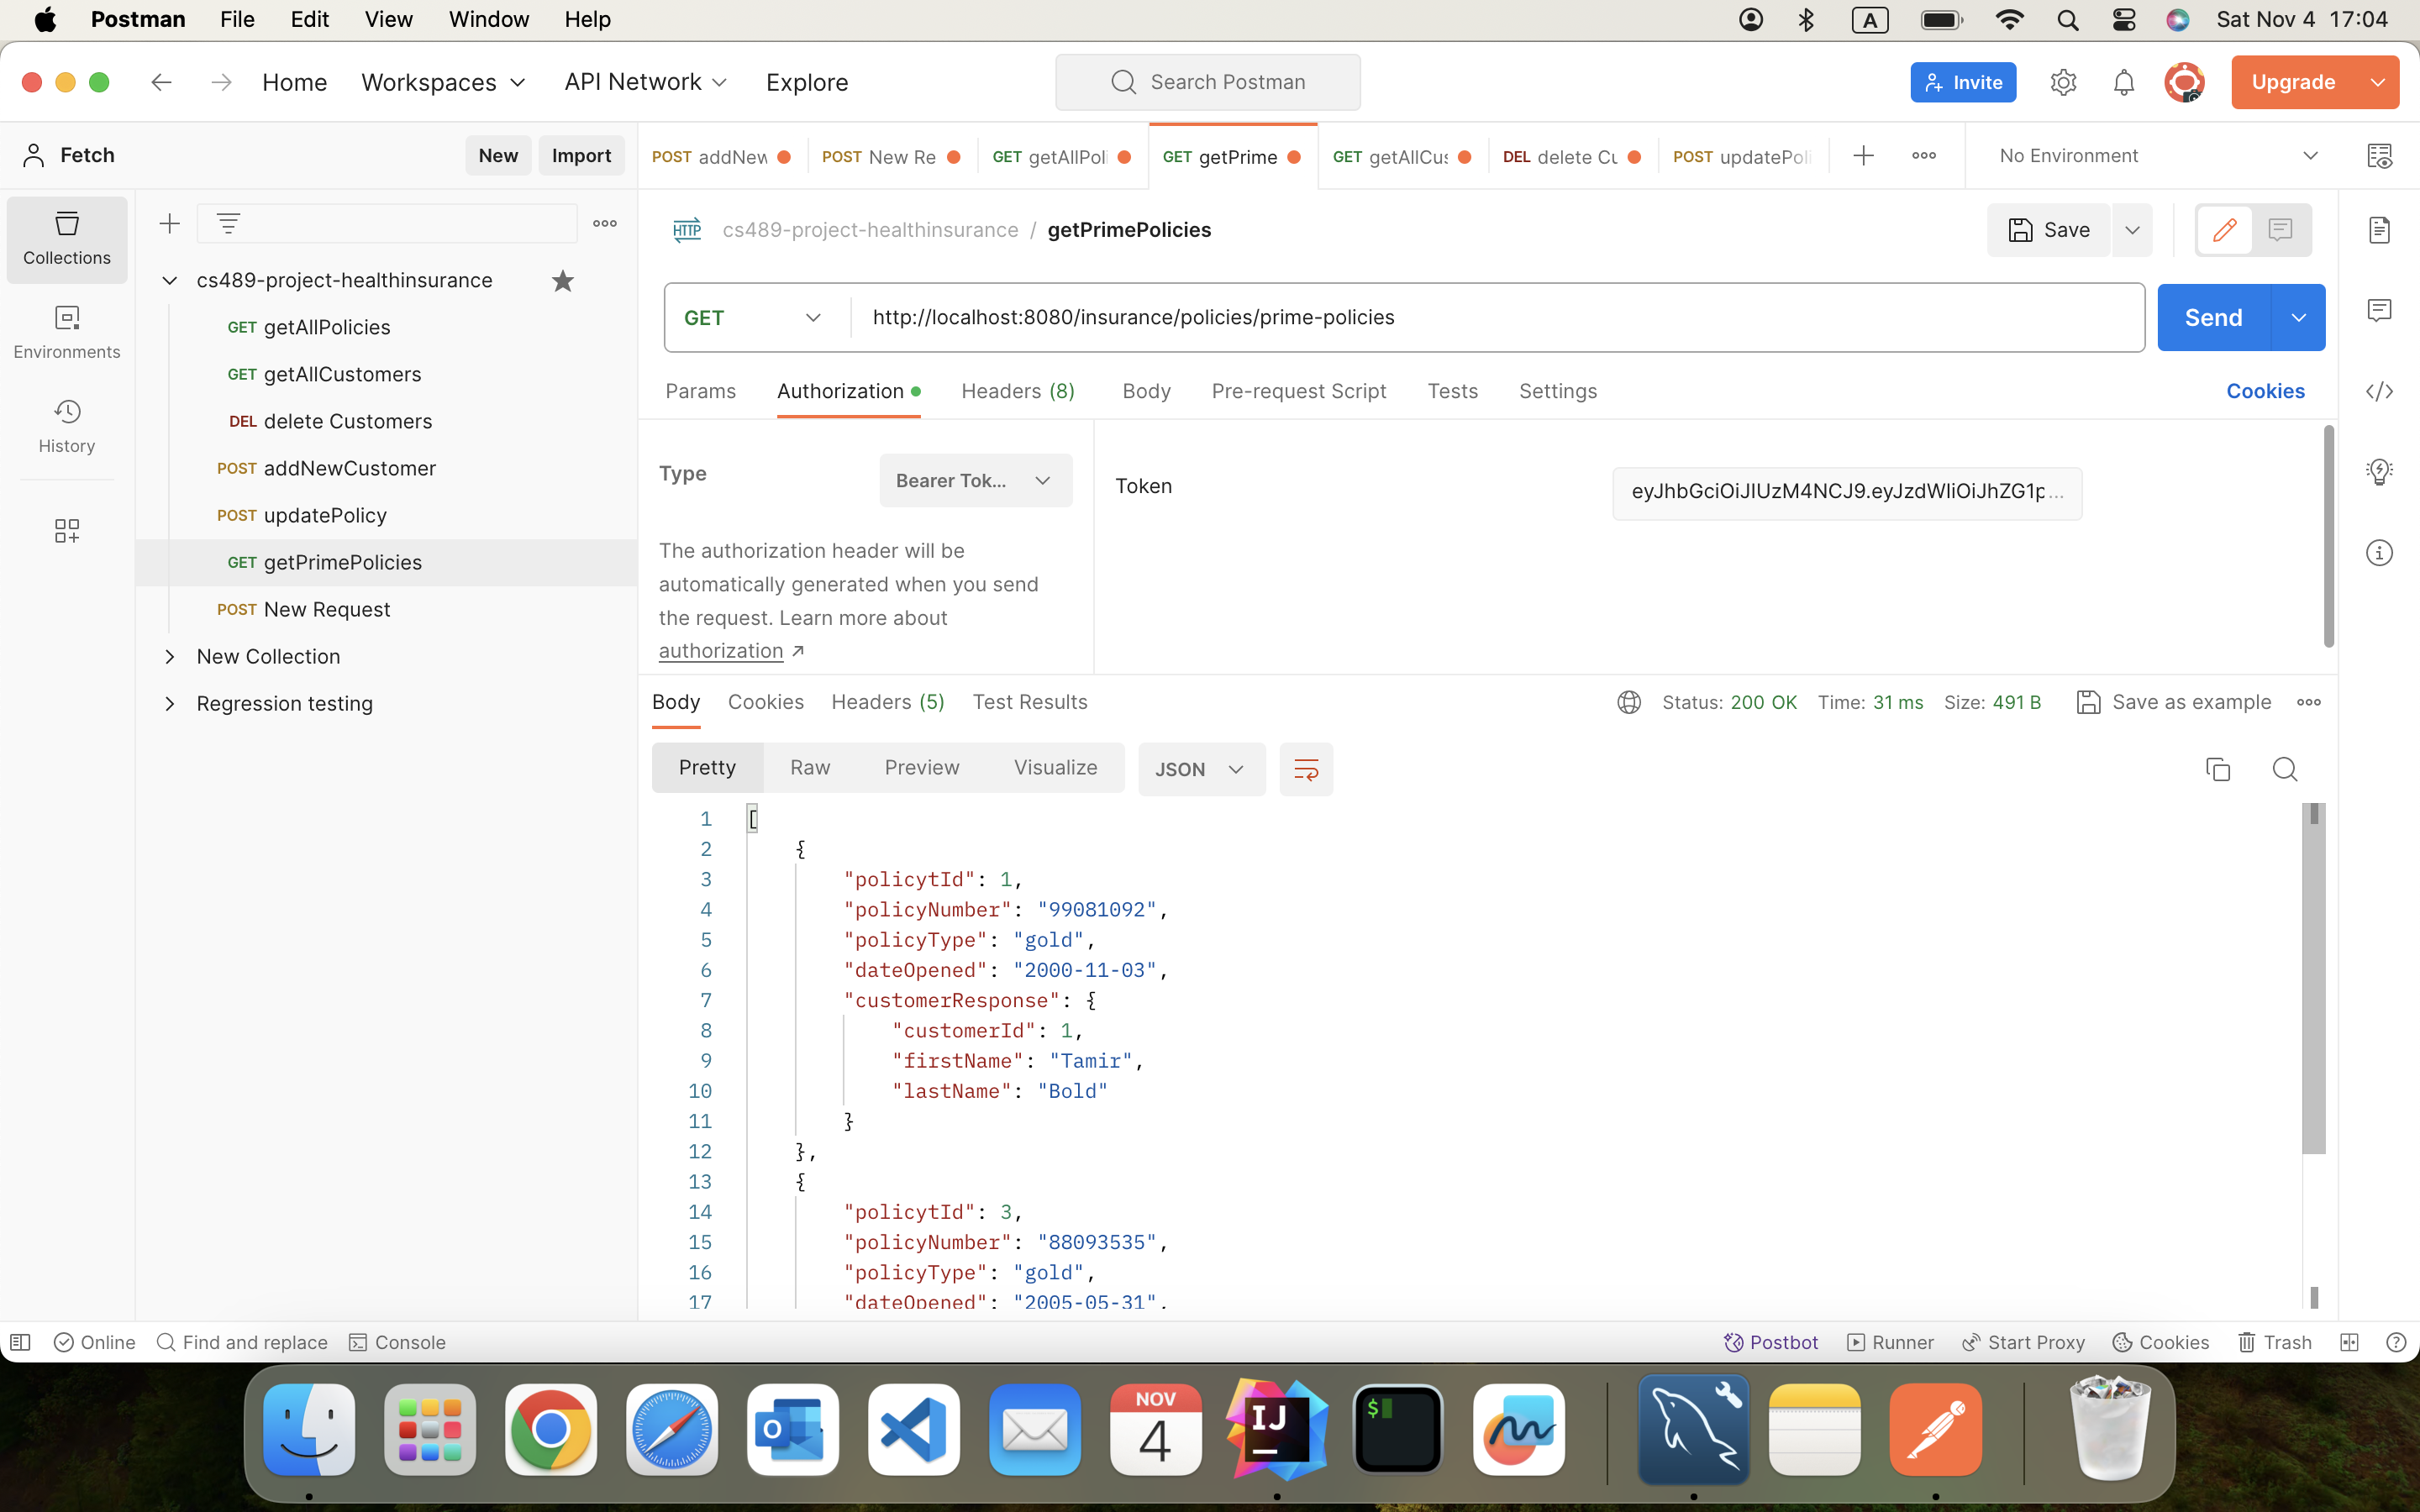 Postman File Edit View Window Help A Sat Nov 4 17:04
Home Workspaces API Network Explore Search Postman Invite Upgrade
Fetch New Import POST addNew POST New Re GET getAllPoli GET getPrime GET getAllCus DEL delete Cu POST updatePoli No Environment
Collections
Environments
History
cs489-project-healthinsurance
GET getAllPolicies
GET getAllCustomers
DEL delete Customers
POST addNewCustomer
POST updatePolicy
GET getPrimePolicies
POST New Request
New Collection
Regression testing
HTTP cs489-project-healthinsurance / getPrimePolicies Save
GET http://localhost:8080/insurance/policies/prime-policies Send
Params Authorization Headers (8) Body Pre-request Script Tests Settings Cookies
Type Bearer Tok...
The authorization header will be
automatically generated when you send
the request. Learn more about
authorization ↗
Token eyJhbGciOiJIUzM4NCJ9.eyJzdWIiOiJhZG1p...
Body Cookies Headers (5) Test Results Status: 200 OK Time: 31 ms Size: 491 B Save as example
Pretty Raw Preview Visualize JSON
1 [
2 {
3 "policytId": 1,
4 "policyNumber": "99081092",
5 "policyType": "gold",
6 "dateOpened": "2000-11-03",
7 "customerResponse": {
8 "customerId": 1,
9 "firstName": "Tamir",
10 "lastName": "Bold"
11 }
12 },
13 {
14 "policytId": 3,
15 "policyNumber": "88093535",
16 "policyType": "gold",
17 "dateOpened": "2005-05-31",
Online Find and replace Console Postbot Runner Start Proxy Cookies Trash
NOV
4
IJ
$
O